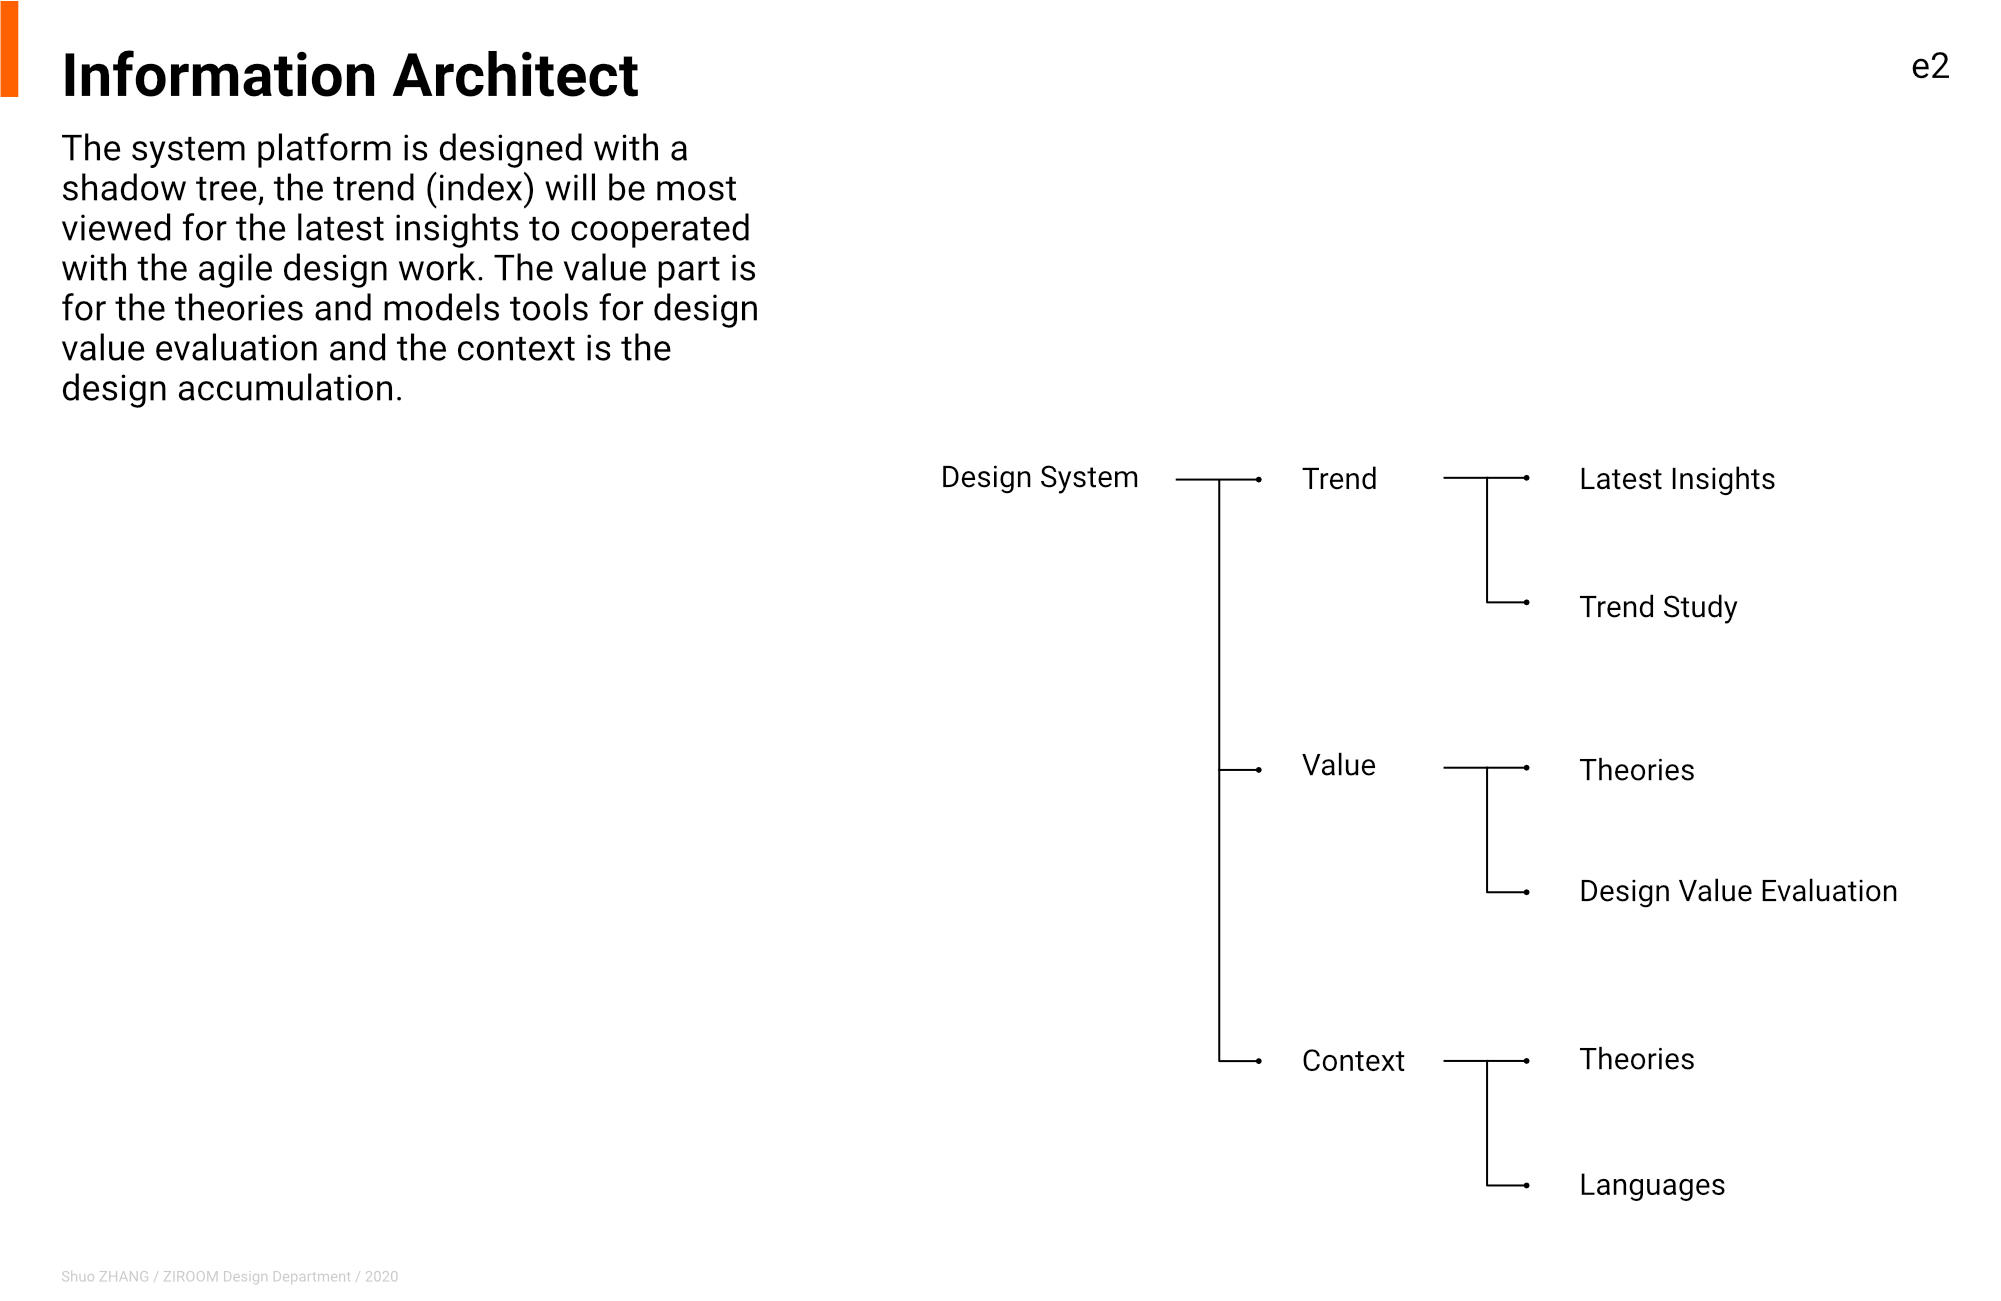 Information Architect
e2
The system platform is designed with a
shadow tree, the trend (index) will be most
viewed for the latest insights to cooperated
with the agile design work. The value part is
for the theories and models tools for design
value evaluation and the context is the
design accumulation.
Design System
Trend
Latest Insights
Trend Study
Value
Theories
Design Value Evaluation
Context
Theories
Languages
Shuo ZHANG / ZIROOM Design Department / 2020